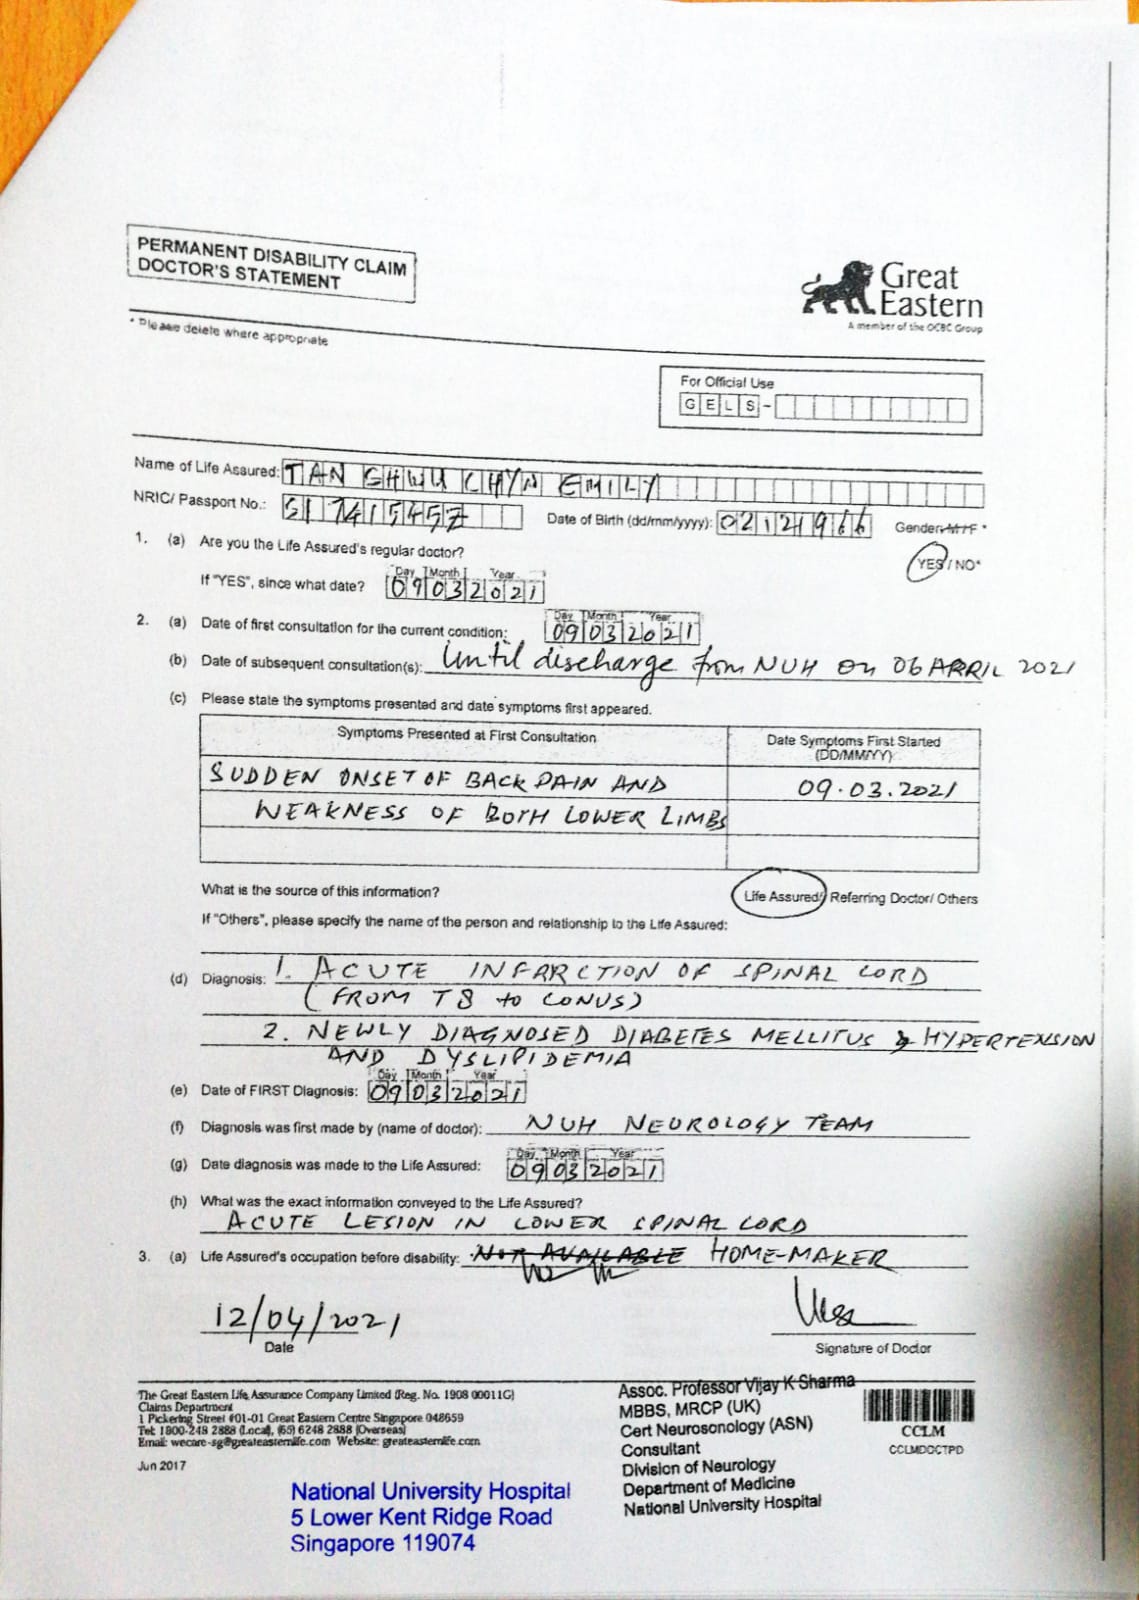 PERMANENT DISABILITY CLAIM
DOCTOR'S STATEMENT
Great
Eastern
A member of the OCBC Group
* Please delete where appropriate
For Official Use
GELS-
Name of Life Assured: TAN SHWU CHYN EMILY
NRIC/ Passport No.: Date of Birth (dd/mm/yyyy): 02121966 Gender: M/F *
1. (a) Are you the Life Assured's regular doctor? YES / NO*
If "YES", since what date? Day Month Year 09032021
2. (a) Date of first consultation for the current condition: Day Month Year 09032021
(b) Date of subsequent consultation(s): Until discharge from NUH on 06 APRIL 2021
(c) Please state the symptoms presented and date symptoms first appeared.
Symptoms Presented at First Consultation Date Symptoms First Started
(DD/MM/YY)
SUDDEN ONSET OF BACK PAIN AND 09.03.2021
WEAKNESS OF BOTH LOWER LIMBS
What is the source of this information? Life Assured/ Referring Doctor/ Others
If "Others", please specify the name of the person and relationship to the Life Assured:
(d) Diagnosis: 1. ACUTE INFARCTION OF SPINAL CORD
(FROM T8 to CONUS)
2. NEWLY DIAGNOSED DIABETES MELLITUS & HYPERTENSION
AND DYSLIPIDEMIA
(e) Date of FIRST Diagnosis: Day Month Year 09032021
(f) Diagnosis was first made by (name of doctor): NUH NEUROLOGY TEAM
(g) Date diagnosis was made to the Life Assured: Day Month Year 09032021
(h) What was the exact information conveyed to the Life Assured?
ACUTE LESION IN LOWER SPINAL CORD
3. (a) Life Assured's occupation before disability: NOT AVAILABLE HOME-MAKER
12/04/2021
Date Signature of Doctor
The Great Eastern Life Assurance Company Limited (Reg. No. 1908 00011G)
Claims Department
1 Pickering Street #01-01 Great Eastern Centre Singapore 048659
Tel: 1800-248 2888 (Local), (65) 6248 2888 (Overseas)
Email: wecare-sg@greateasternlife.com Website: greateasternlife.com
Jun 2017
Assoc. Professor Vijay K Sharma
MBBS, MRCP (UK)
Cert Neurosonology (ASN)
Consultant
Division of Neurology
Department of Medicine
National University Hospital
CCLM
CCLMDOCTPD
National University Hospital
5 Lower Kent Ridge Road
Singapore 119074